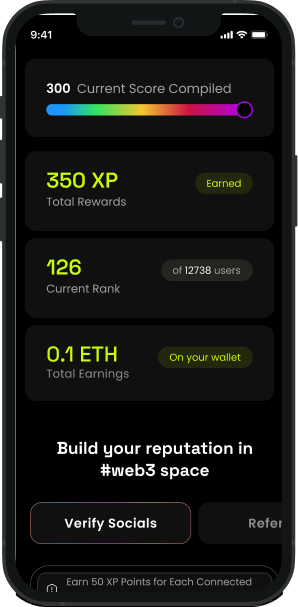 9:41
300 Current Score Compiled
350 XP
Earned
Total Rewards
126
of 12738 users
Current Rank
0.1 ETH
On your wallet
Total Earnings
Build your reputation in
#web3 space
Verify Socials
Refer
Earn 50 XP Points for Each Connected